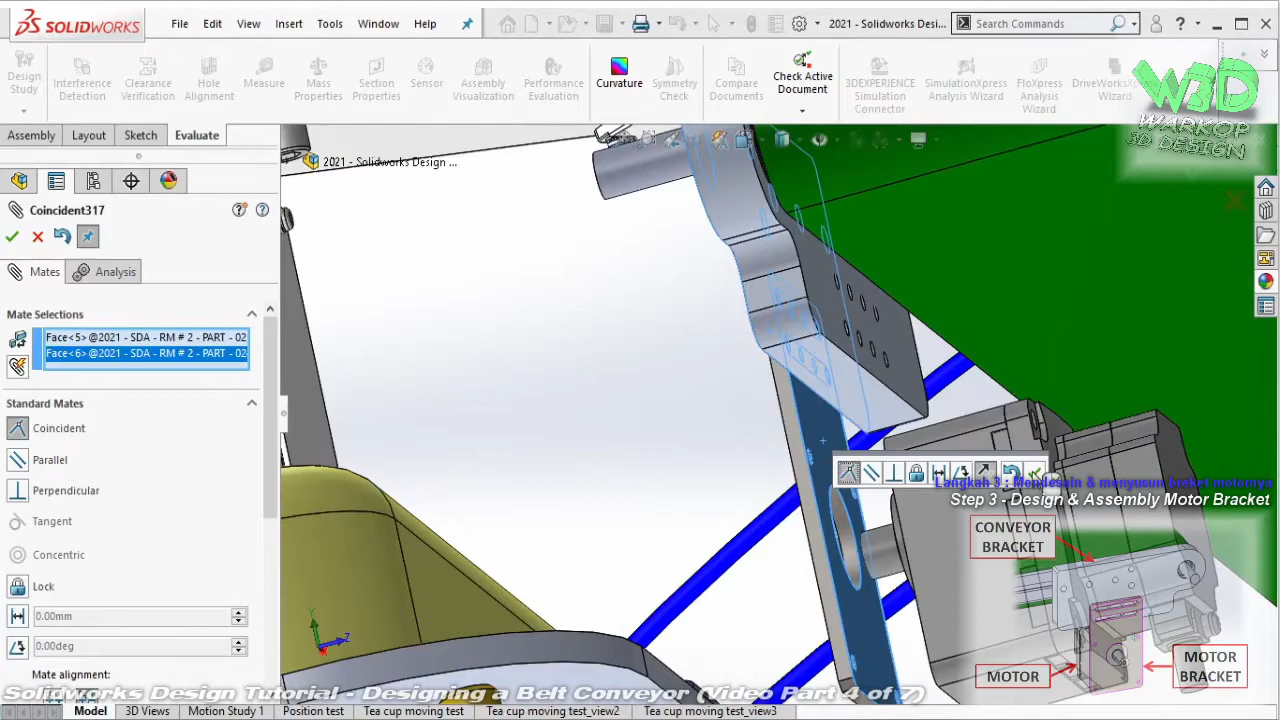 SOLIDWORKS
File Edit View Insert Tools Window Help
2021 - Solidworks Desi...
Search Commands
Design Study
Interference Detection
Clearance Verification
Hole Alignment
Measure
Mass Properties
Section Properties
Sensor
Assembly Visualization
Performance Evaluation
Curvature
Symmetry Check
Compare Documents
Check Active Document
3DEXPERIENCE Simulation Connector
SimulationXpress Analysis Wizard
FloXpress Analysis Wizard
DriveWorksX Wizard
W3D
WARKOP
3D DESIGN
Assembly Layout Sketch Evaluate
2021 - Solidworks Design ...
Coincident317
Mates Analysis
Mate Selections
Face<5>@2021 - SDA - RM # 2 - PART - 02
Face<6>@2021 - SDA - RM # 2 - PART - 02
Standard Mates
Coincident
Parallel
Perpendicular
Tangent
Concentric
Lock
0.00mm
0.00deg
Mate alignment:
Langkah 3 : Mendesain & menyusun breket motornya
Step 3 - Design & Assembly Motor Bracket
CONVEYOR
BRACKET
MOTOR
MOTOR
BRACKET
Y
Z
Solidworks Design Tutorial - Designing a Belt Conveyor (Video Part 4 of 7)
Model 3D Views Motion Study 1 Position test Tea cup moving test Tea cup moving test_view2 Tea cup moving test_view3